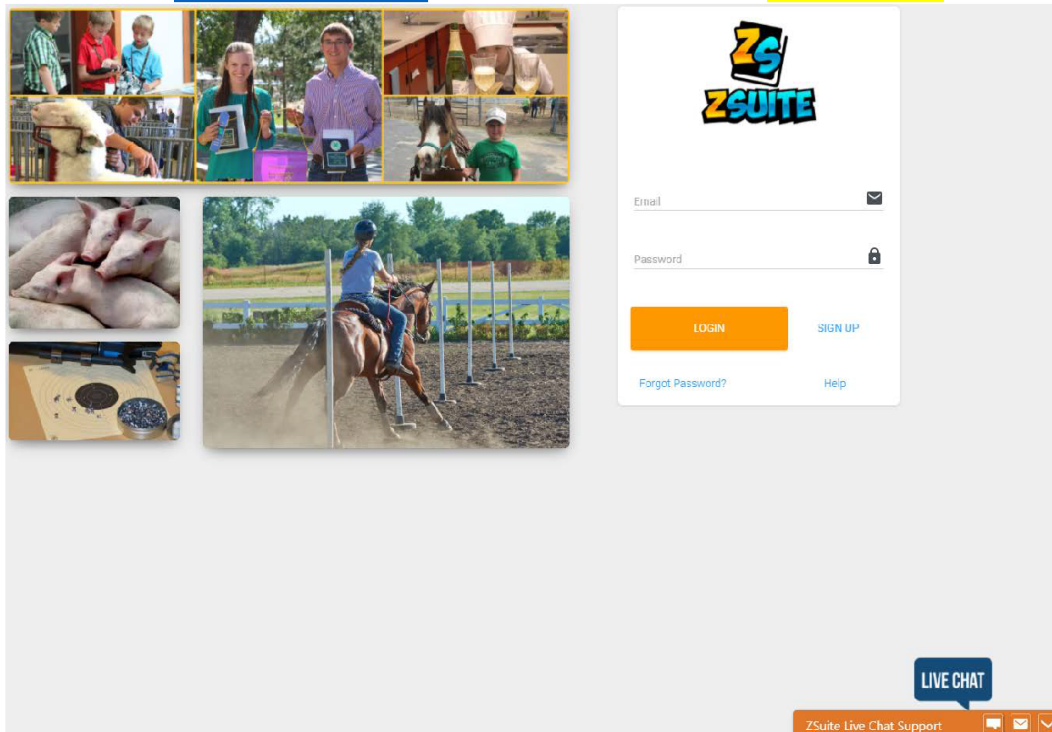 ZS
ZSUITE
Email
Password
LOGIN
SIGN UP
Forgot Password?
Help
LIVE CHAT
ZSuite Live Chat Support